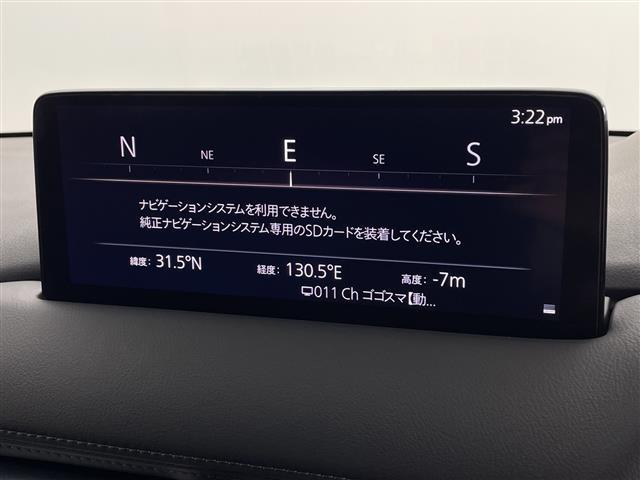 3:22 pm
N NE E SE S
ナビゲーションシステムを利用できません。
純正ナビゲーションシステム専用のSDカードを装着してください。
緯度: 31.5°N 経度: 130.5°E 高度: -7m
011 Ch ゴゴスマ【動...